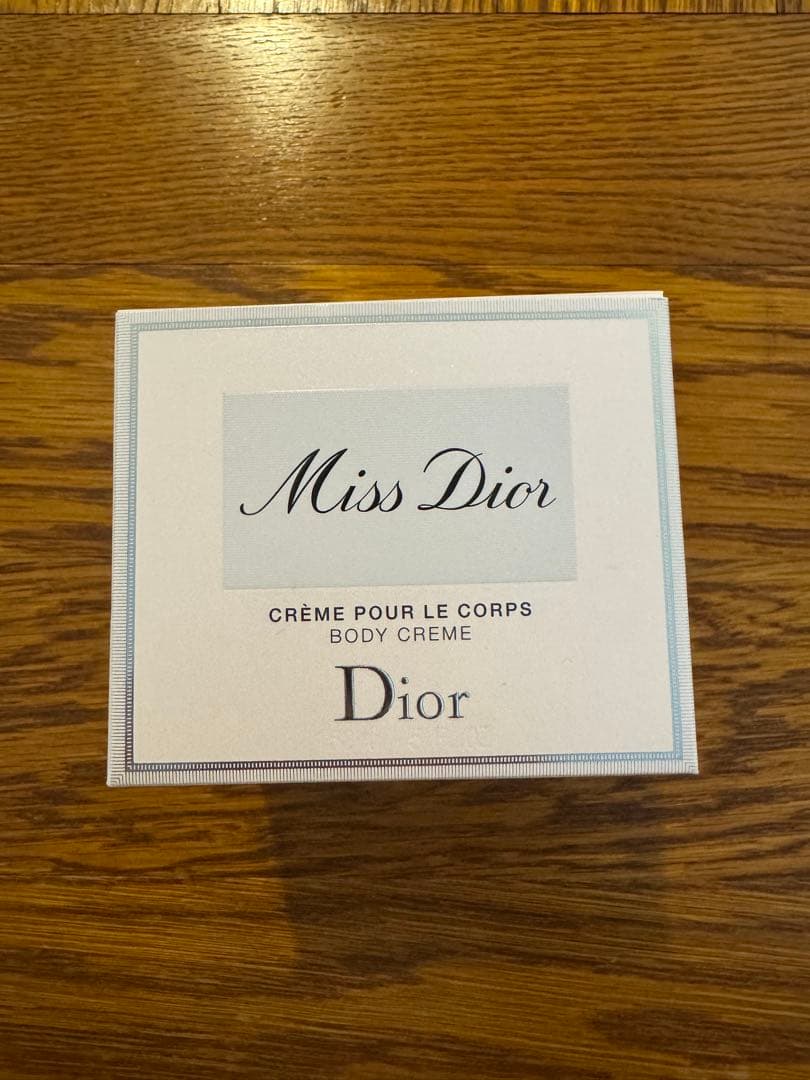 Miss Dior
CRÈME POUR LE CORPS
BODY CREME
Dior